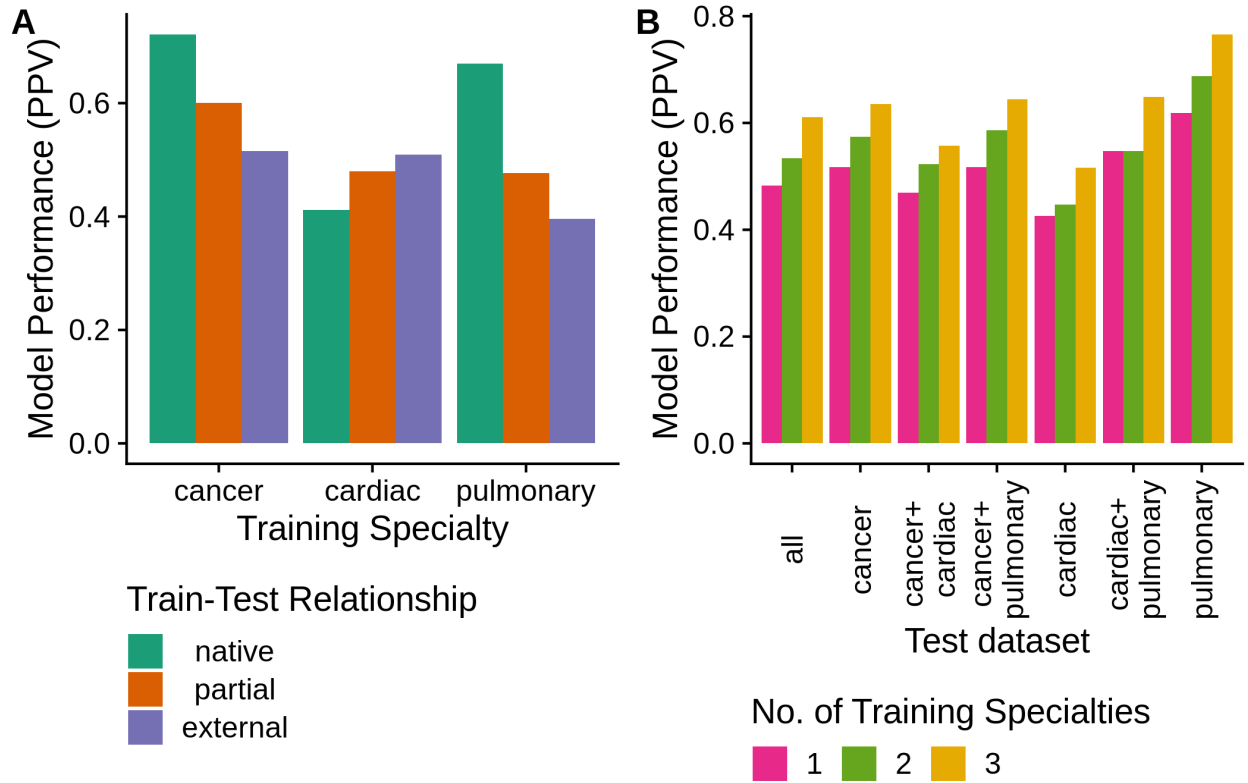 A
Model Performance (PPV)
0.6
0.4
0.2
0.0
cancer
cardiac
pulmonary
Training Specialty
Train-Test Relationship
native
partial
external
B
Model Performance (PPV)
0.8
0.6
0.4
0.2
0.0
all
cancer
cancer+
cardiac
cancer+
pulmonary
cardiac
cardiac+
pulmonary
pulmonary
Test dataset
No. of Training Specialties
1 2 3